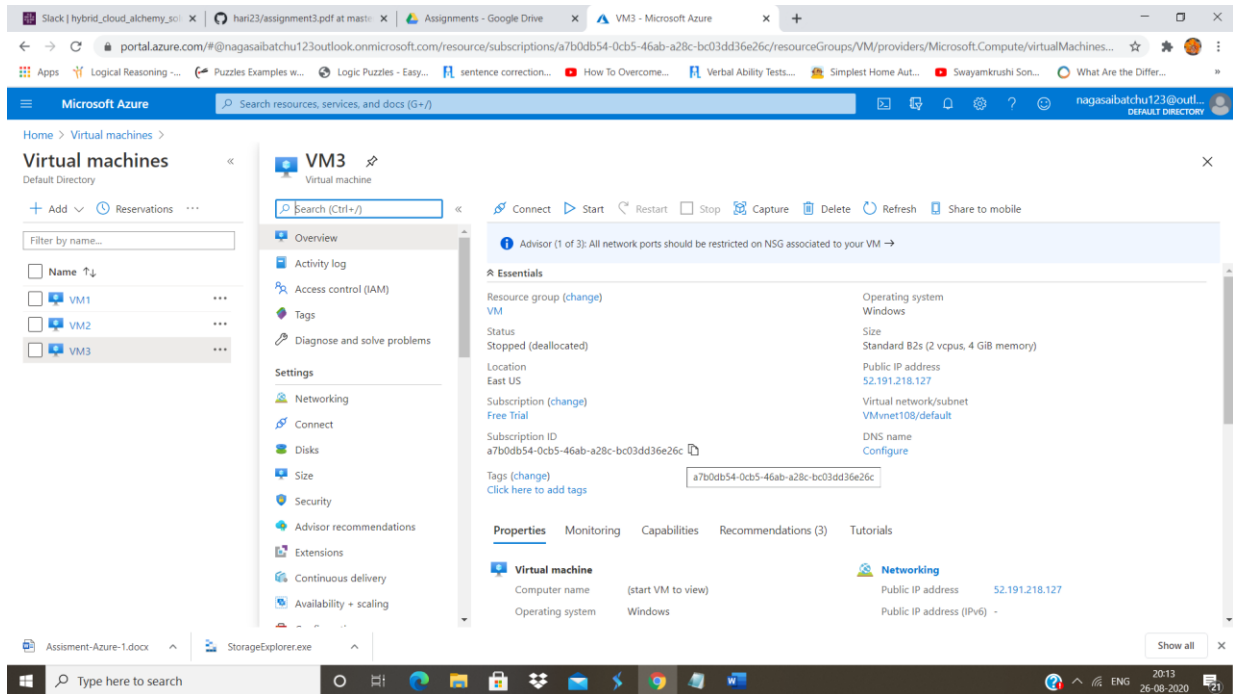 Slack | hybrid_cloud_alchemy_sol
hari23/assignment3.pdf at maste
Assignments - Google Drive
VM3 - Microsoft Azure
portal.azure.com/#@nagasaibatchu123outlook.onmicrosoft.com/resource/subscriptions/a7b0db54-0cb5-46ab-a28c-bc03dd36e26c/resourceGroups/VM/providers/Microsoft.Compute/virtualMachines...
Apps
Logical Reasoning -...
Puzzles Examples w...
Logic Puzzles - Easy...
sentence correction...
How To Overcome...
Verbal Ability Tests....
Simplest Home Aut...
Swayamkrushi Son...
What Are the Differ...
»
Microsoft Azure
Search resources, services, and docs (G+/)
nagasaibatchu123@outl...
DEFAULT DIRECTORY
Home > Virtual machines >
Virtual machines
«
Default Directory
+ Add
Reservations
...
Filter by name...
Name ↑↓
VM1
...
VM2
...
VM3
...
VM3
Virtual machine
Search (Ctrl+/)
«
Overview
Activity log
Access control (IAM)
Tags
Diagnose and solve problems
Settings
Networking
Connect
Disks
Size
Security
Advisor recommendations
Extensions
Continuous delivery
Availability + scaling
Connect
Start
Restart
Stop
Capture
Delete
Refresh
Share to mobile
Advisor (1 of 3): All network ports should be restricted on NSG associated to your VM →
Essentials
Resource group (change)
VM
Status
Stopped (deallocated)
Location
East US
Subscription (change)
Free Trial
Subscription ID
a7b0db54-0cb5-46ab-a28c-bc03dd36e26c
Tags (change)
Click here to add tags
a7b0db54-0cb5-46ab-a28c-bc03dd36e26c
Operating system
Windows
Size
Standard B2s (2 vcpus, 4 GiB memory)
Public IP address
52.191.218.127
Virtual network/subnet
VMvnet108/default
DNS name
Configure
Properties
Monitoring
Capabilities
Recommendations (3)
Tutorials
Virtual machine
Computer name (start VM to view)
Operating system Windows
Networking
Public IP address 52.191.218.127
Public IP address (IPv6) -
Assisment-Azure-1.docx
StorageExplorer.exe
Show all
Type here to search
ENG
20:13
26-08-2020
21